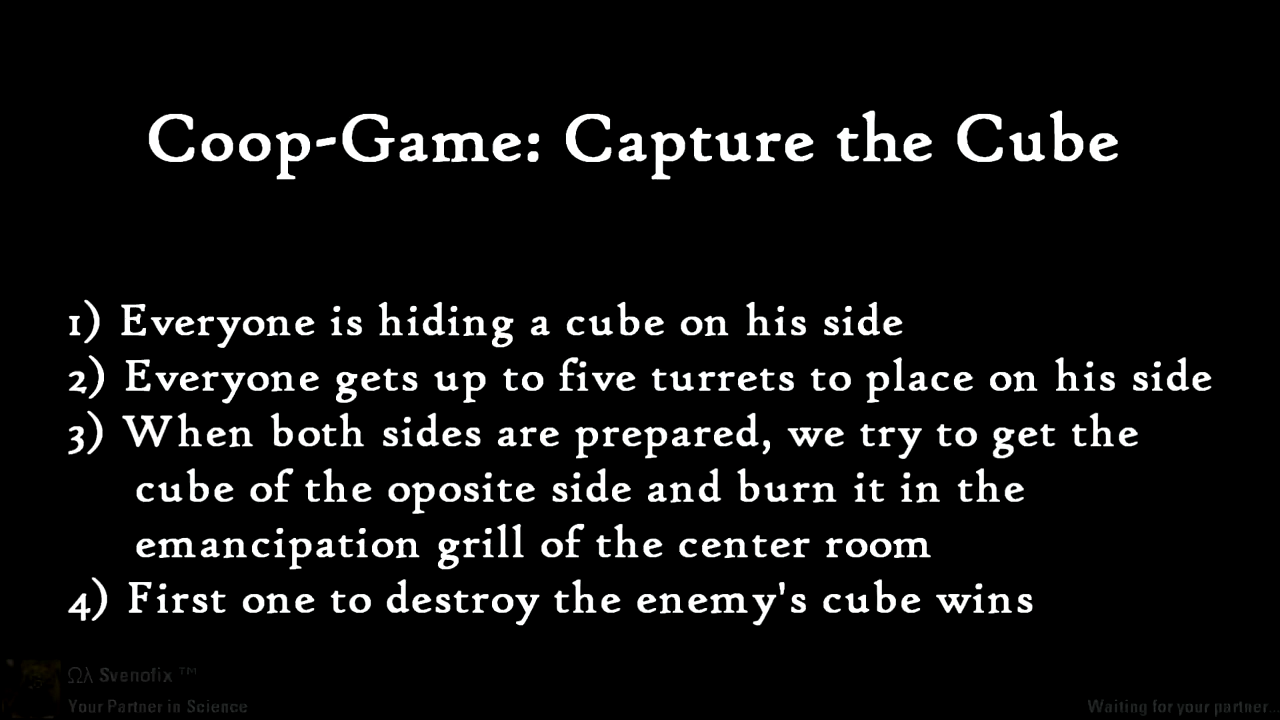 Coop-Game: Capture the Cube
1) Everyone is hiding a cube on his side
2) Everyone gets up to five turrets to place on his side
3) When both sides are prepared, we try to get the
cube of the oposite side and burn it in the
emancipation grill of the center room
4) First one to destroy the enemy's cube wins
Ωλ Svenofix ™
Your Partner in Science
Waiting for your partner...